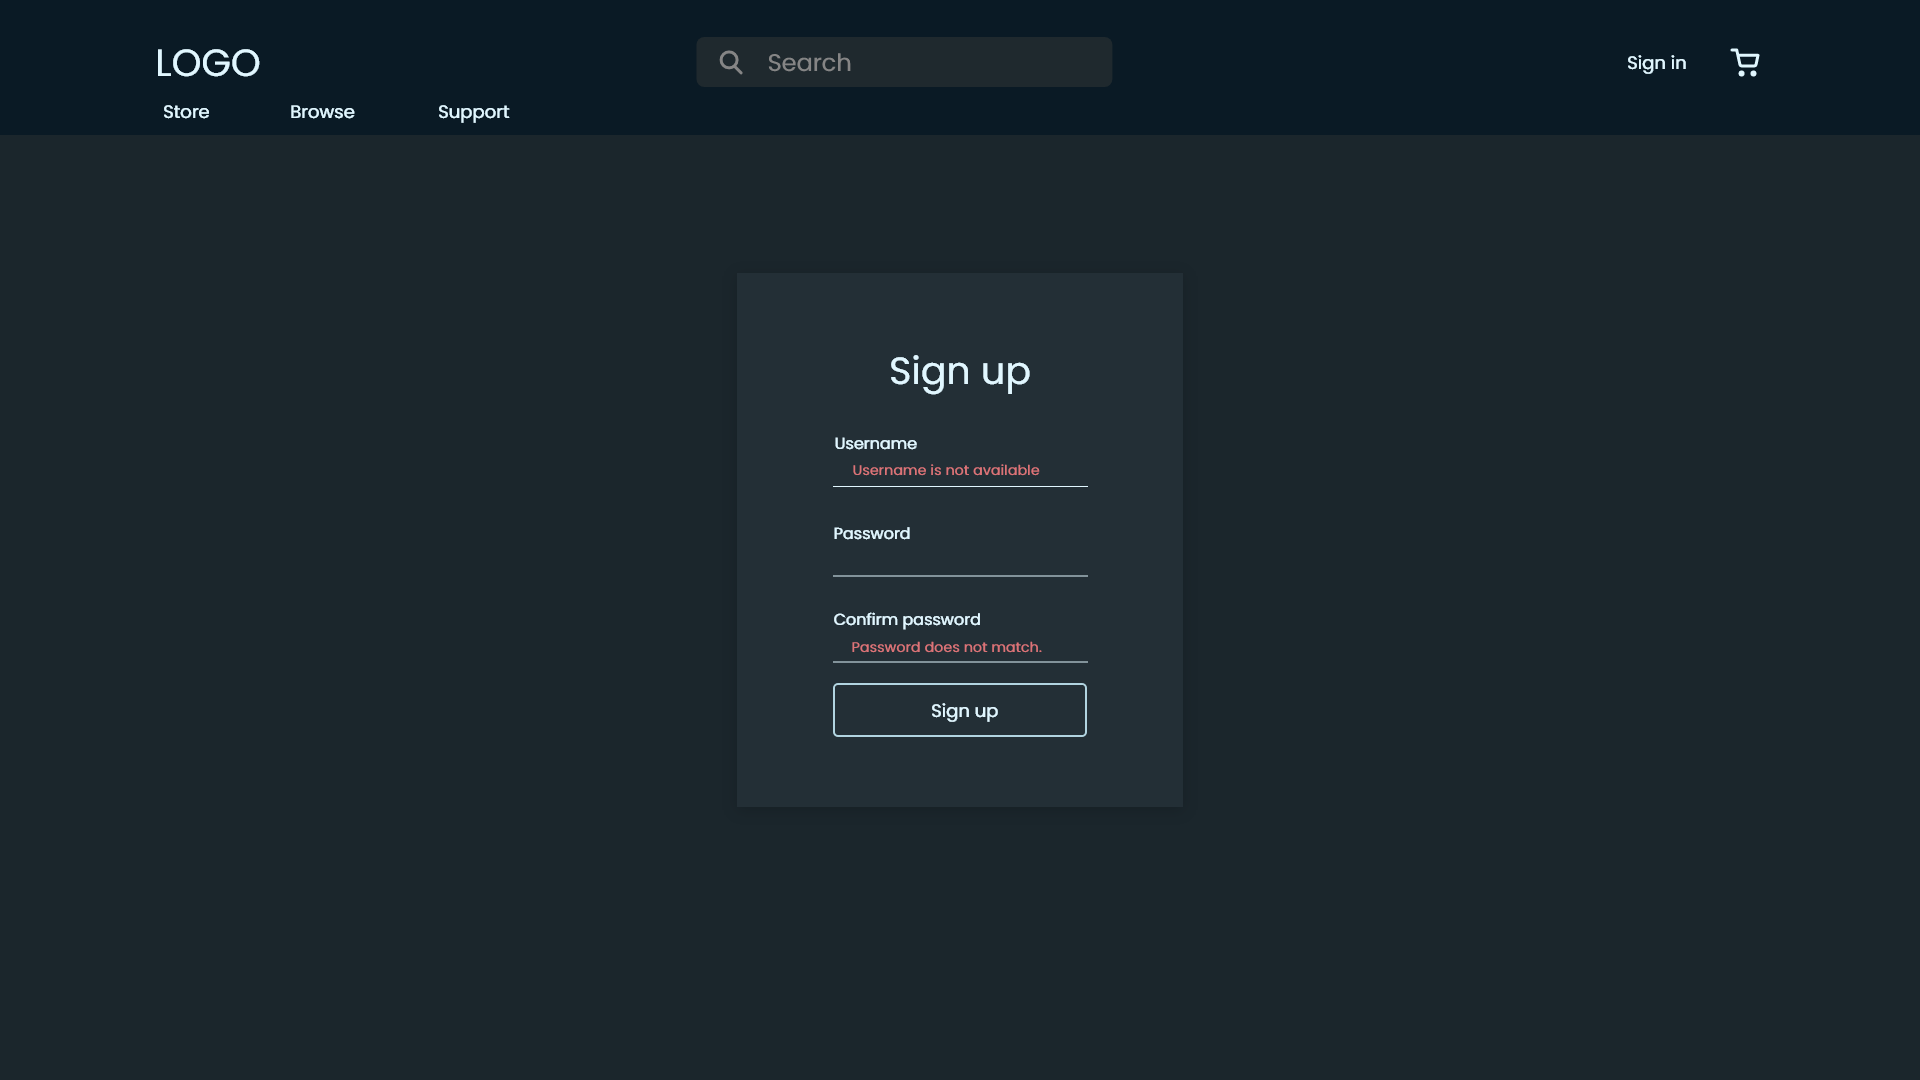 LOGO
Search
Sign in
Store
Browse
Support
Sign up
Username
Username is not available
Password
Confirm password
Password does not match.
Sign up